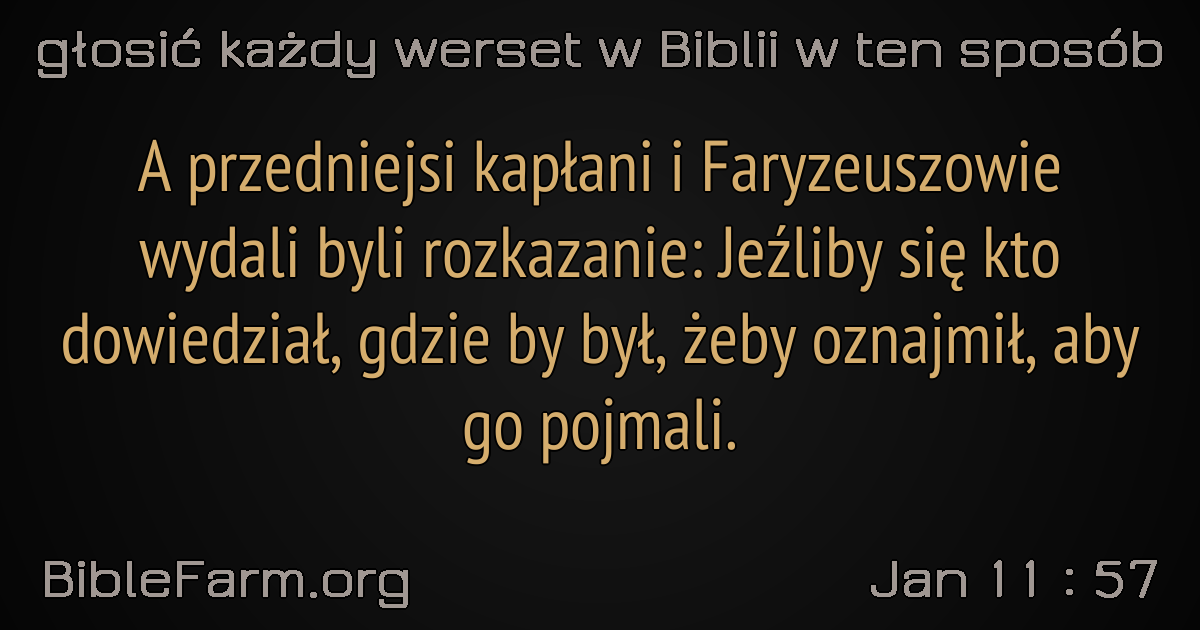 głosić każdy werset w Biblii w ten sposób
A przedniejsi kapłani i Faryzeuszowie
wydali byli rozkazanie: Jeźliby się kto
dowiedział, gdzie by był, żeby oznajmił, aby
go pojmali.
BibleFarm.org
Jan 11 : 57